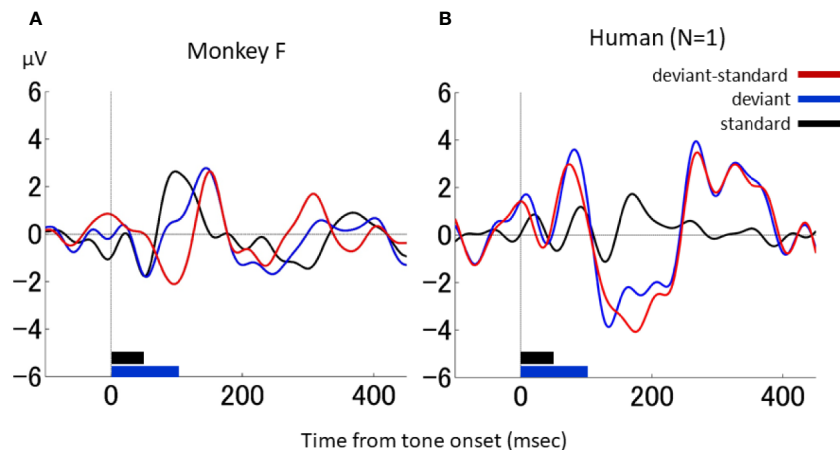 A
Monkey F
μV
6
4
2
0
−2
−4
−6
0
200
400
B
Human (N=1)
deviant-standard
deviant
standard
6
4
2
0
−2
−4
−6
0
200
400
Time from tone onset (msec)